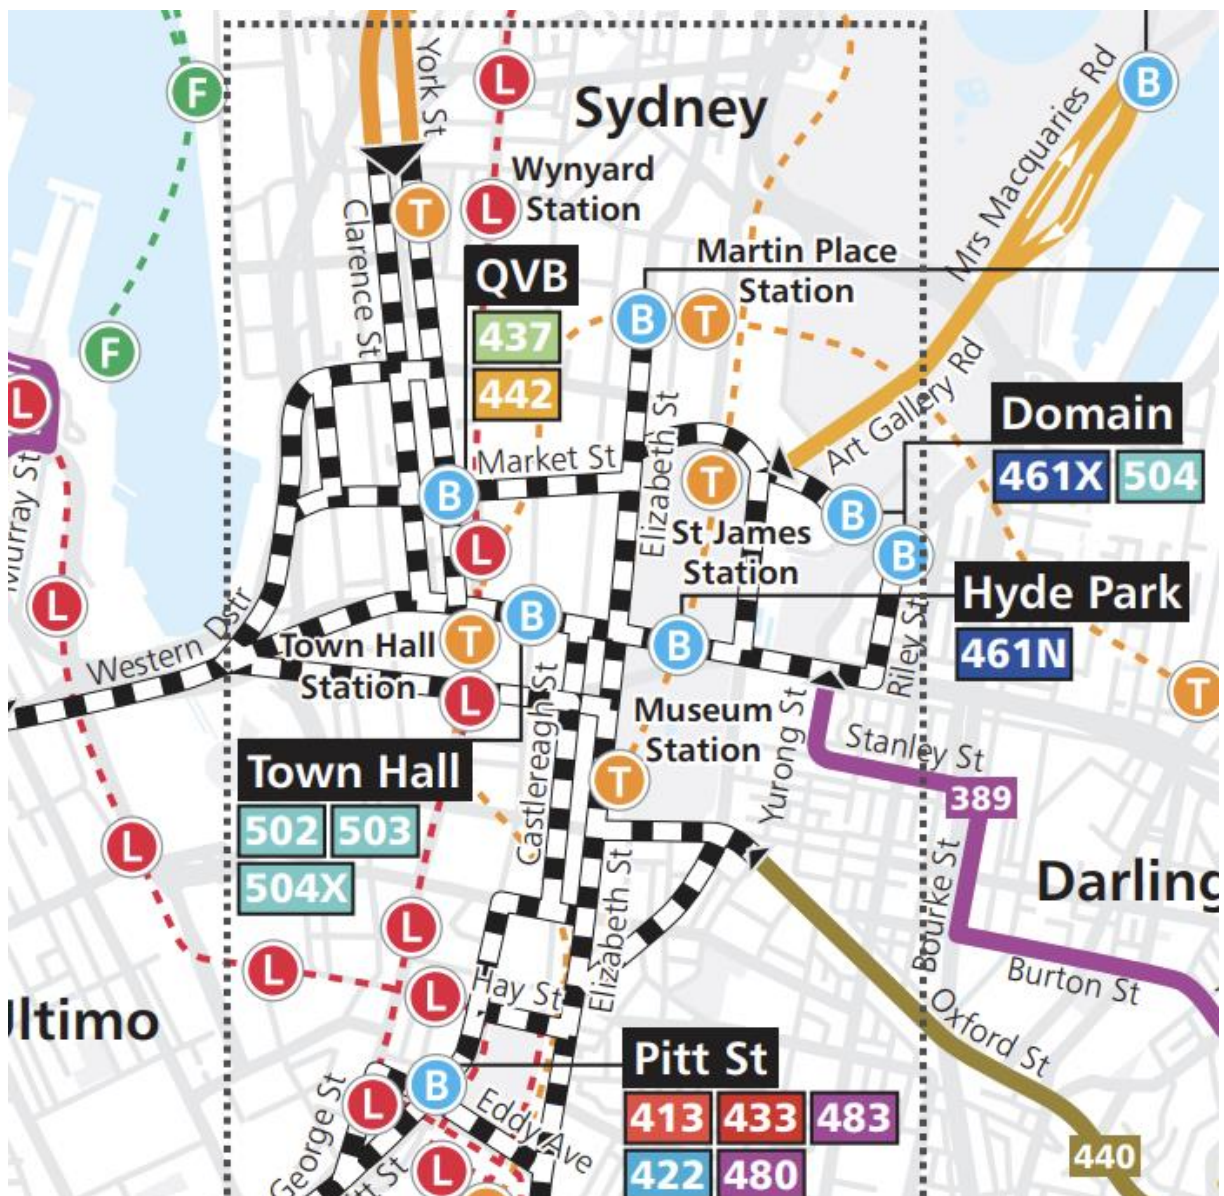 F
York St
L
Sydney
B
Mrs Macquaries Rd
Wynyard
Station
T
L
Clarence St
QVB
437
442
Martin Place
Station
B
T
F
L
Art Gallery Rd
Domain
461X 504
Murray St
Market St
Elizabeth St
T
B
St James
Station
B
B
L
L
Hyde Park
461N
Western Dstr
Town Hall
Station
T
B
B
L
Riley St
T
Castlereagh St
Museum
Station
T
Yurong St
Stanley St
389
Town Hall
502 503
504X
L
Bourke St
Darling
L
L
L
Elizabeth St
Burton St
Hay St
Oxford St
Pitt St
413 433 483
422 480
B
L
George St
Eddy Ave
L
440